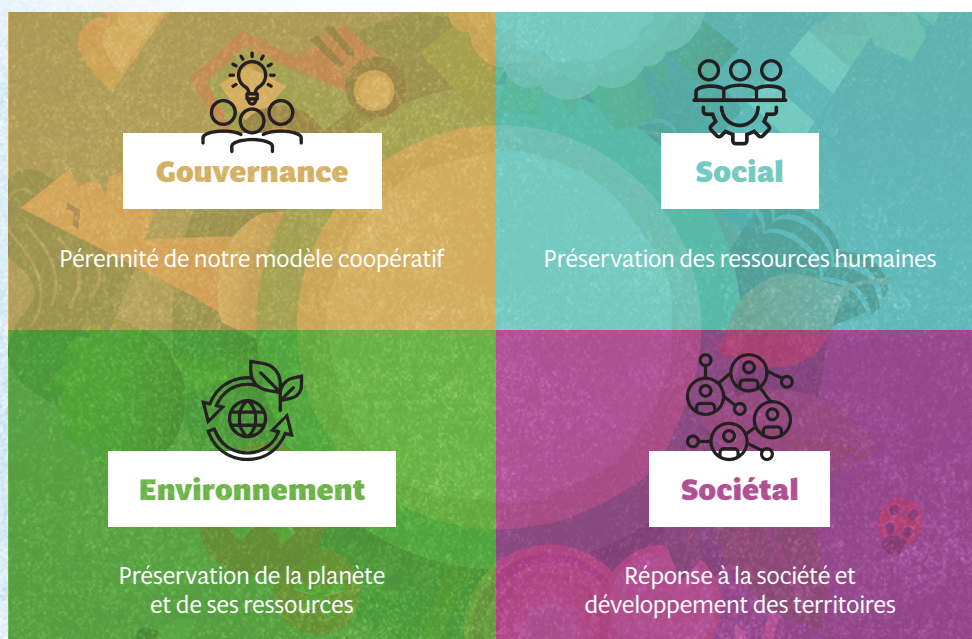 Gouvernance
Pérennité de notre modèle coopératif
Social
Préservation des ressources humaines
Environnement
Préservation de la planète
et de ses ressources
Sociétal
Réponse à la société et
développement des territoires